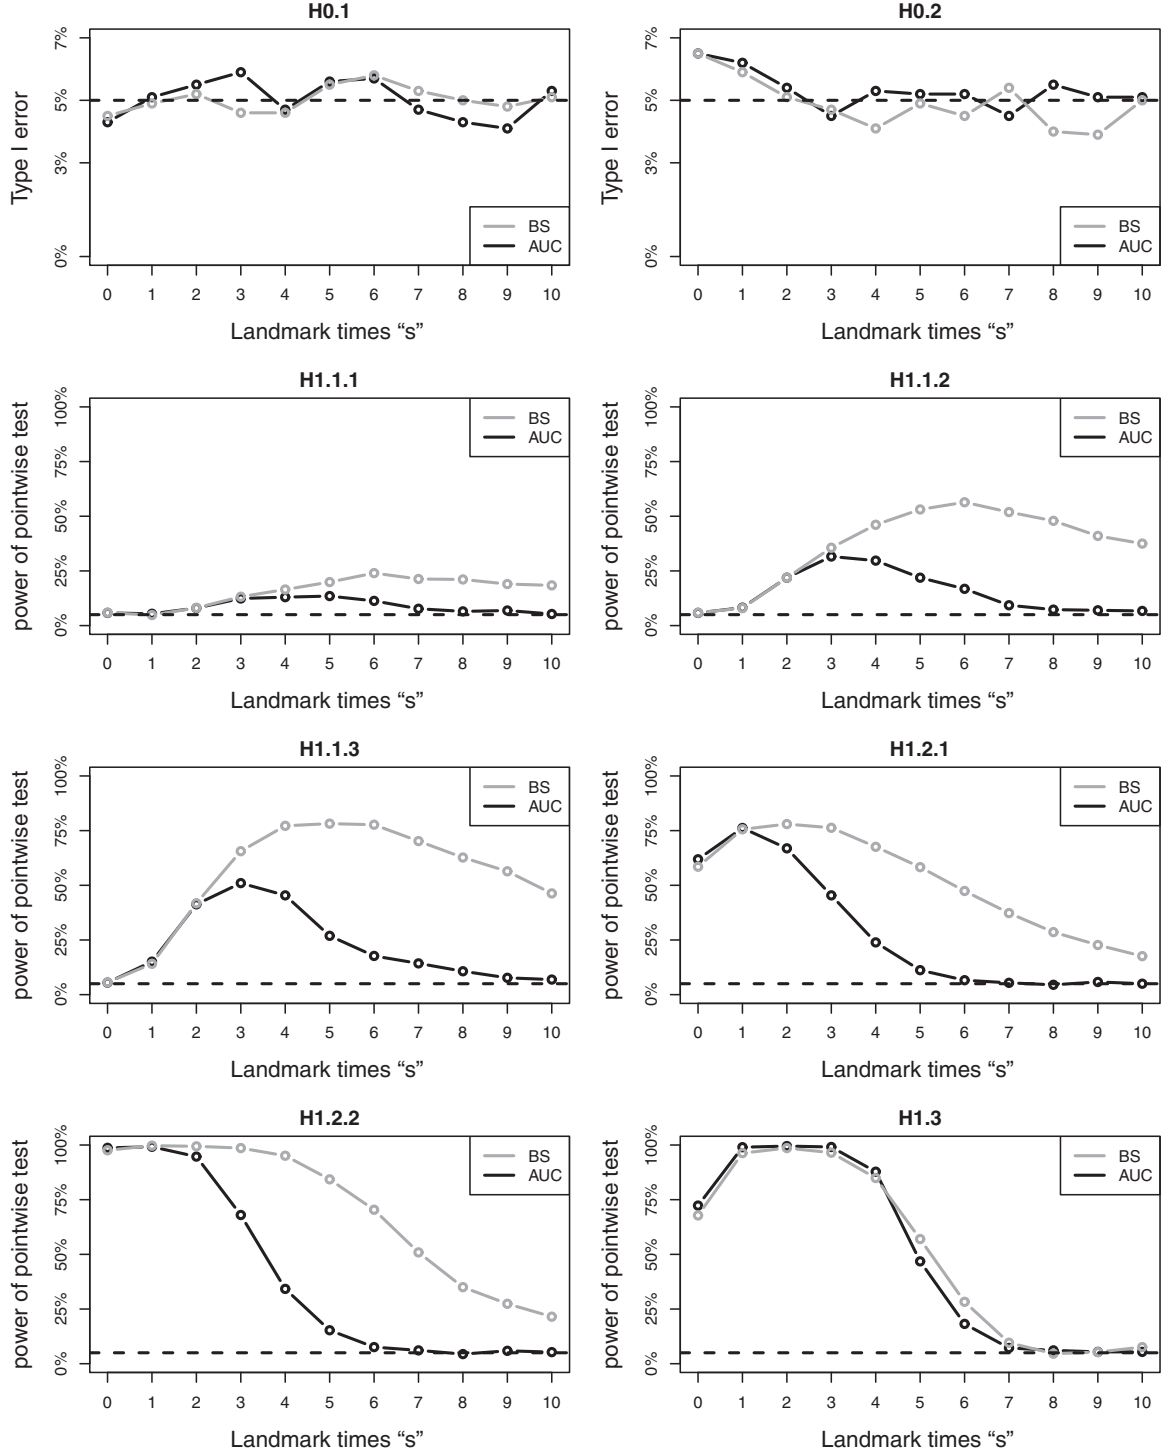 H0.1
7%
5%
3%
0%
Type I error
BS
AUC
0 1 2 3 4 5 6 7 8 9 10
Landmark times “s”
H0.2
7%
5%
3%
0%
Type I error
BS
AUC
0 1 2 3 4 5 6 7 8 9 10
Landmark times “s”
H1.1.1
100%
75%
50%
25%
0%
power of pointwise test
BS
AUC
0 1 2 3 4 5 6 7 8 9 10
Landmark times “s”
H1.1.2
100%
75%
50%
25%
0%
power of pointwise test
BS
AUC
0 1 2 3 4 5 6 7 8 9 10
Landmark times “s”
H1.1.3
100%
75%
50%
25%
0%
power of pointwise test
BS
AUC
0 1 2 3 4 5 6 7 8 9 10
Landmark times “s”
H1.2.1
100%
75%
50%
25%
0%
power of pointwise test
BS
AUC
0 1 2 3 4 5 6 7 8 9 10
Landmark times “s”
H1.2.2
100%
75%
50%
25%
0%
power of pointwise test
BS
AUC
0 1 2 3 4 5 6 7 8 9 10
Landmark times “s”
H1.3
100%
75%
50%
25%
0%
power of pointwise test
BS
AUC
0 1 2 3 4 5 6 7 8 9 10
Landmark times “s”